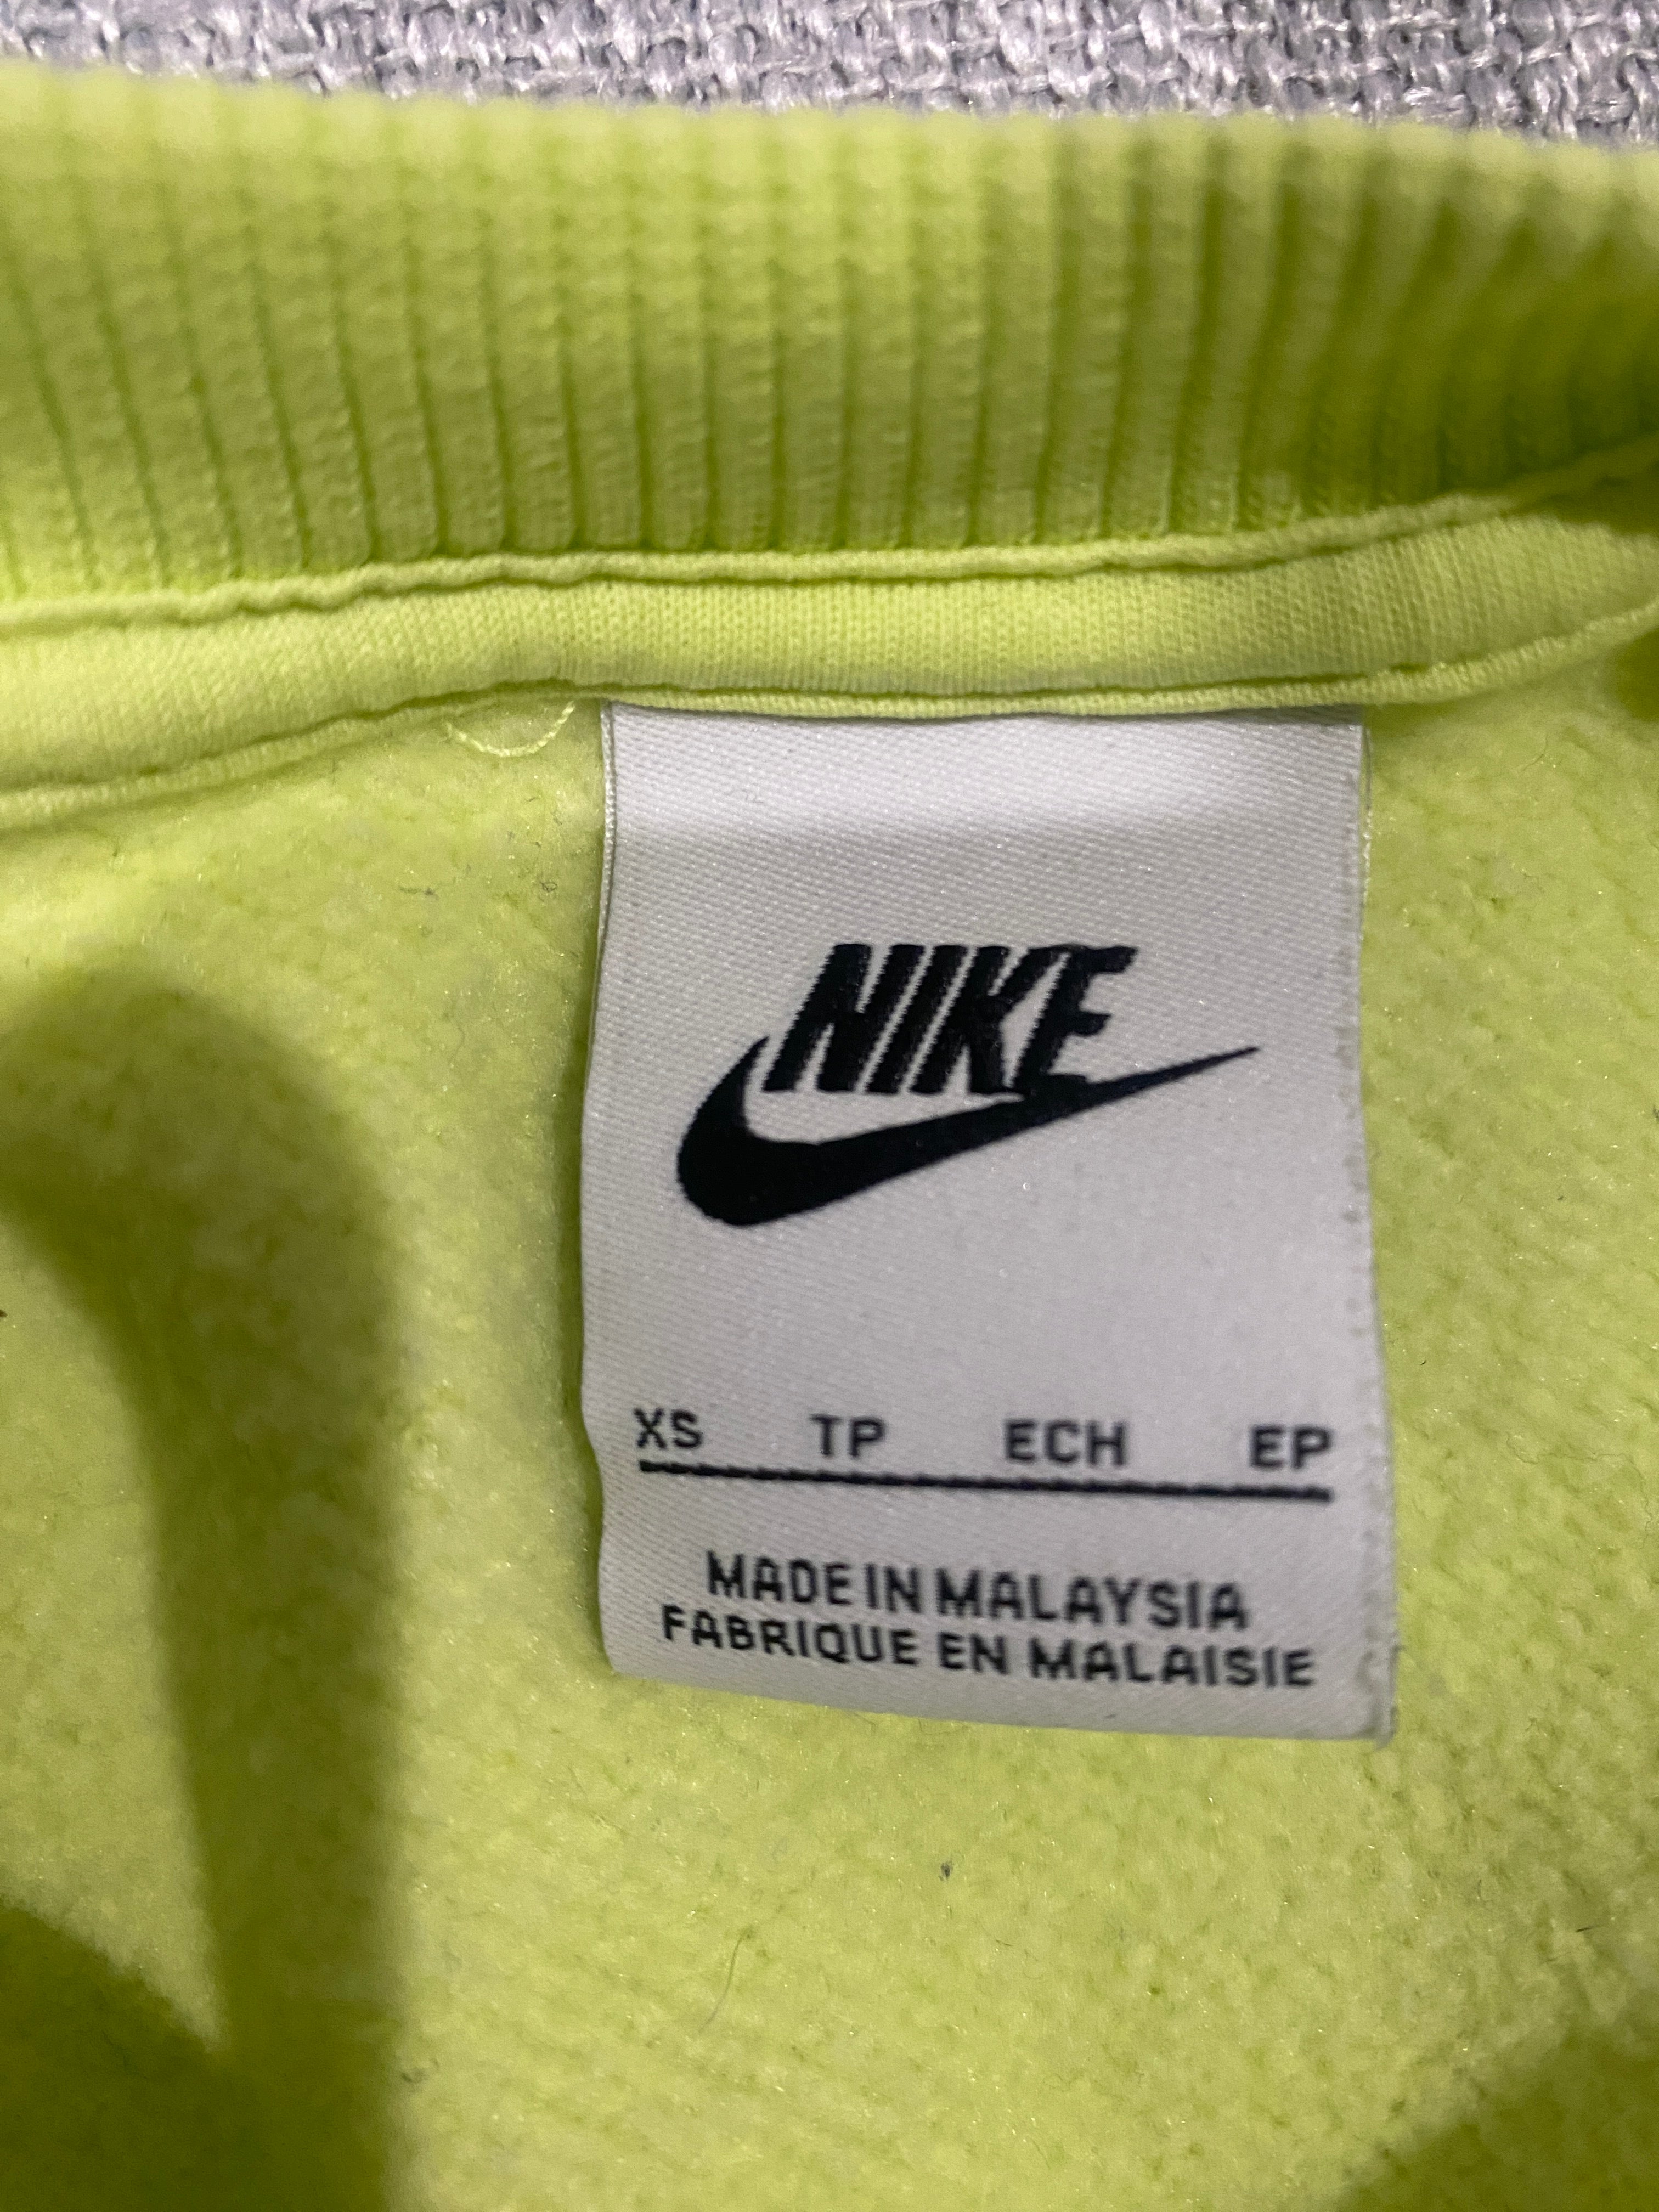 NIKE
XS TP ECH EP
MADE IN MALAYSIA
FABRIQUE EN MALAISIE